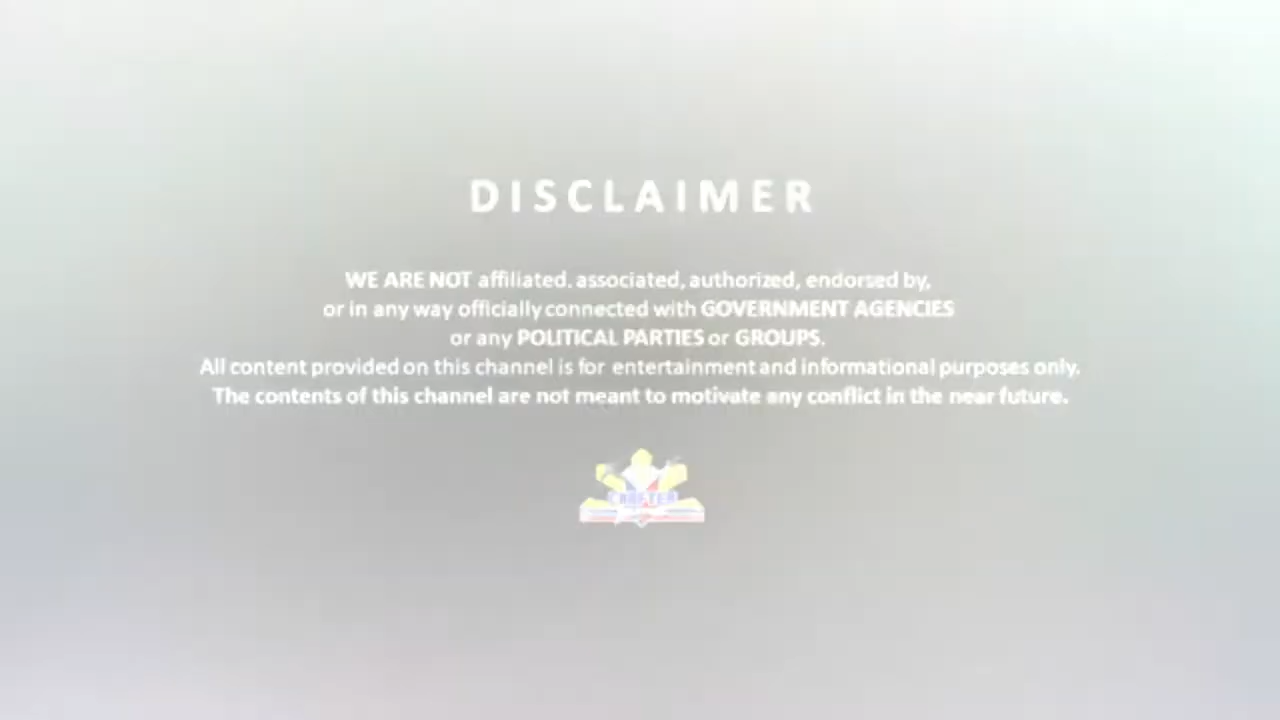 DISCLAIMER
WE ARE NOT affiliated. associated, authorized, endorsed by,
or in any way officially connected with GOVERNMENT AGENCIES
or any POLITICAL PARTIES or GROUPS.
All content provided on this channel is for entertainment and informational purposes only.
The contents of this channel are not meant to motivate any conflict in the near future.